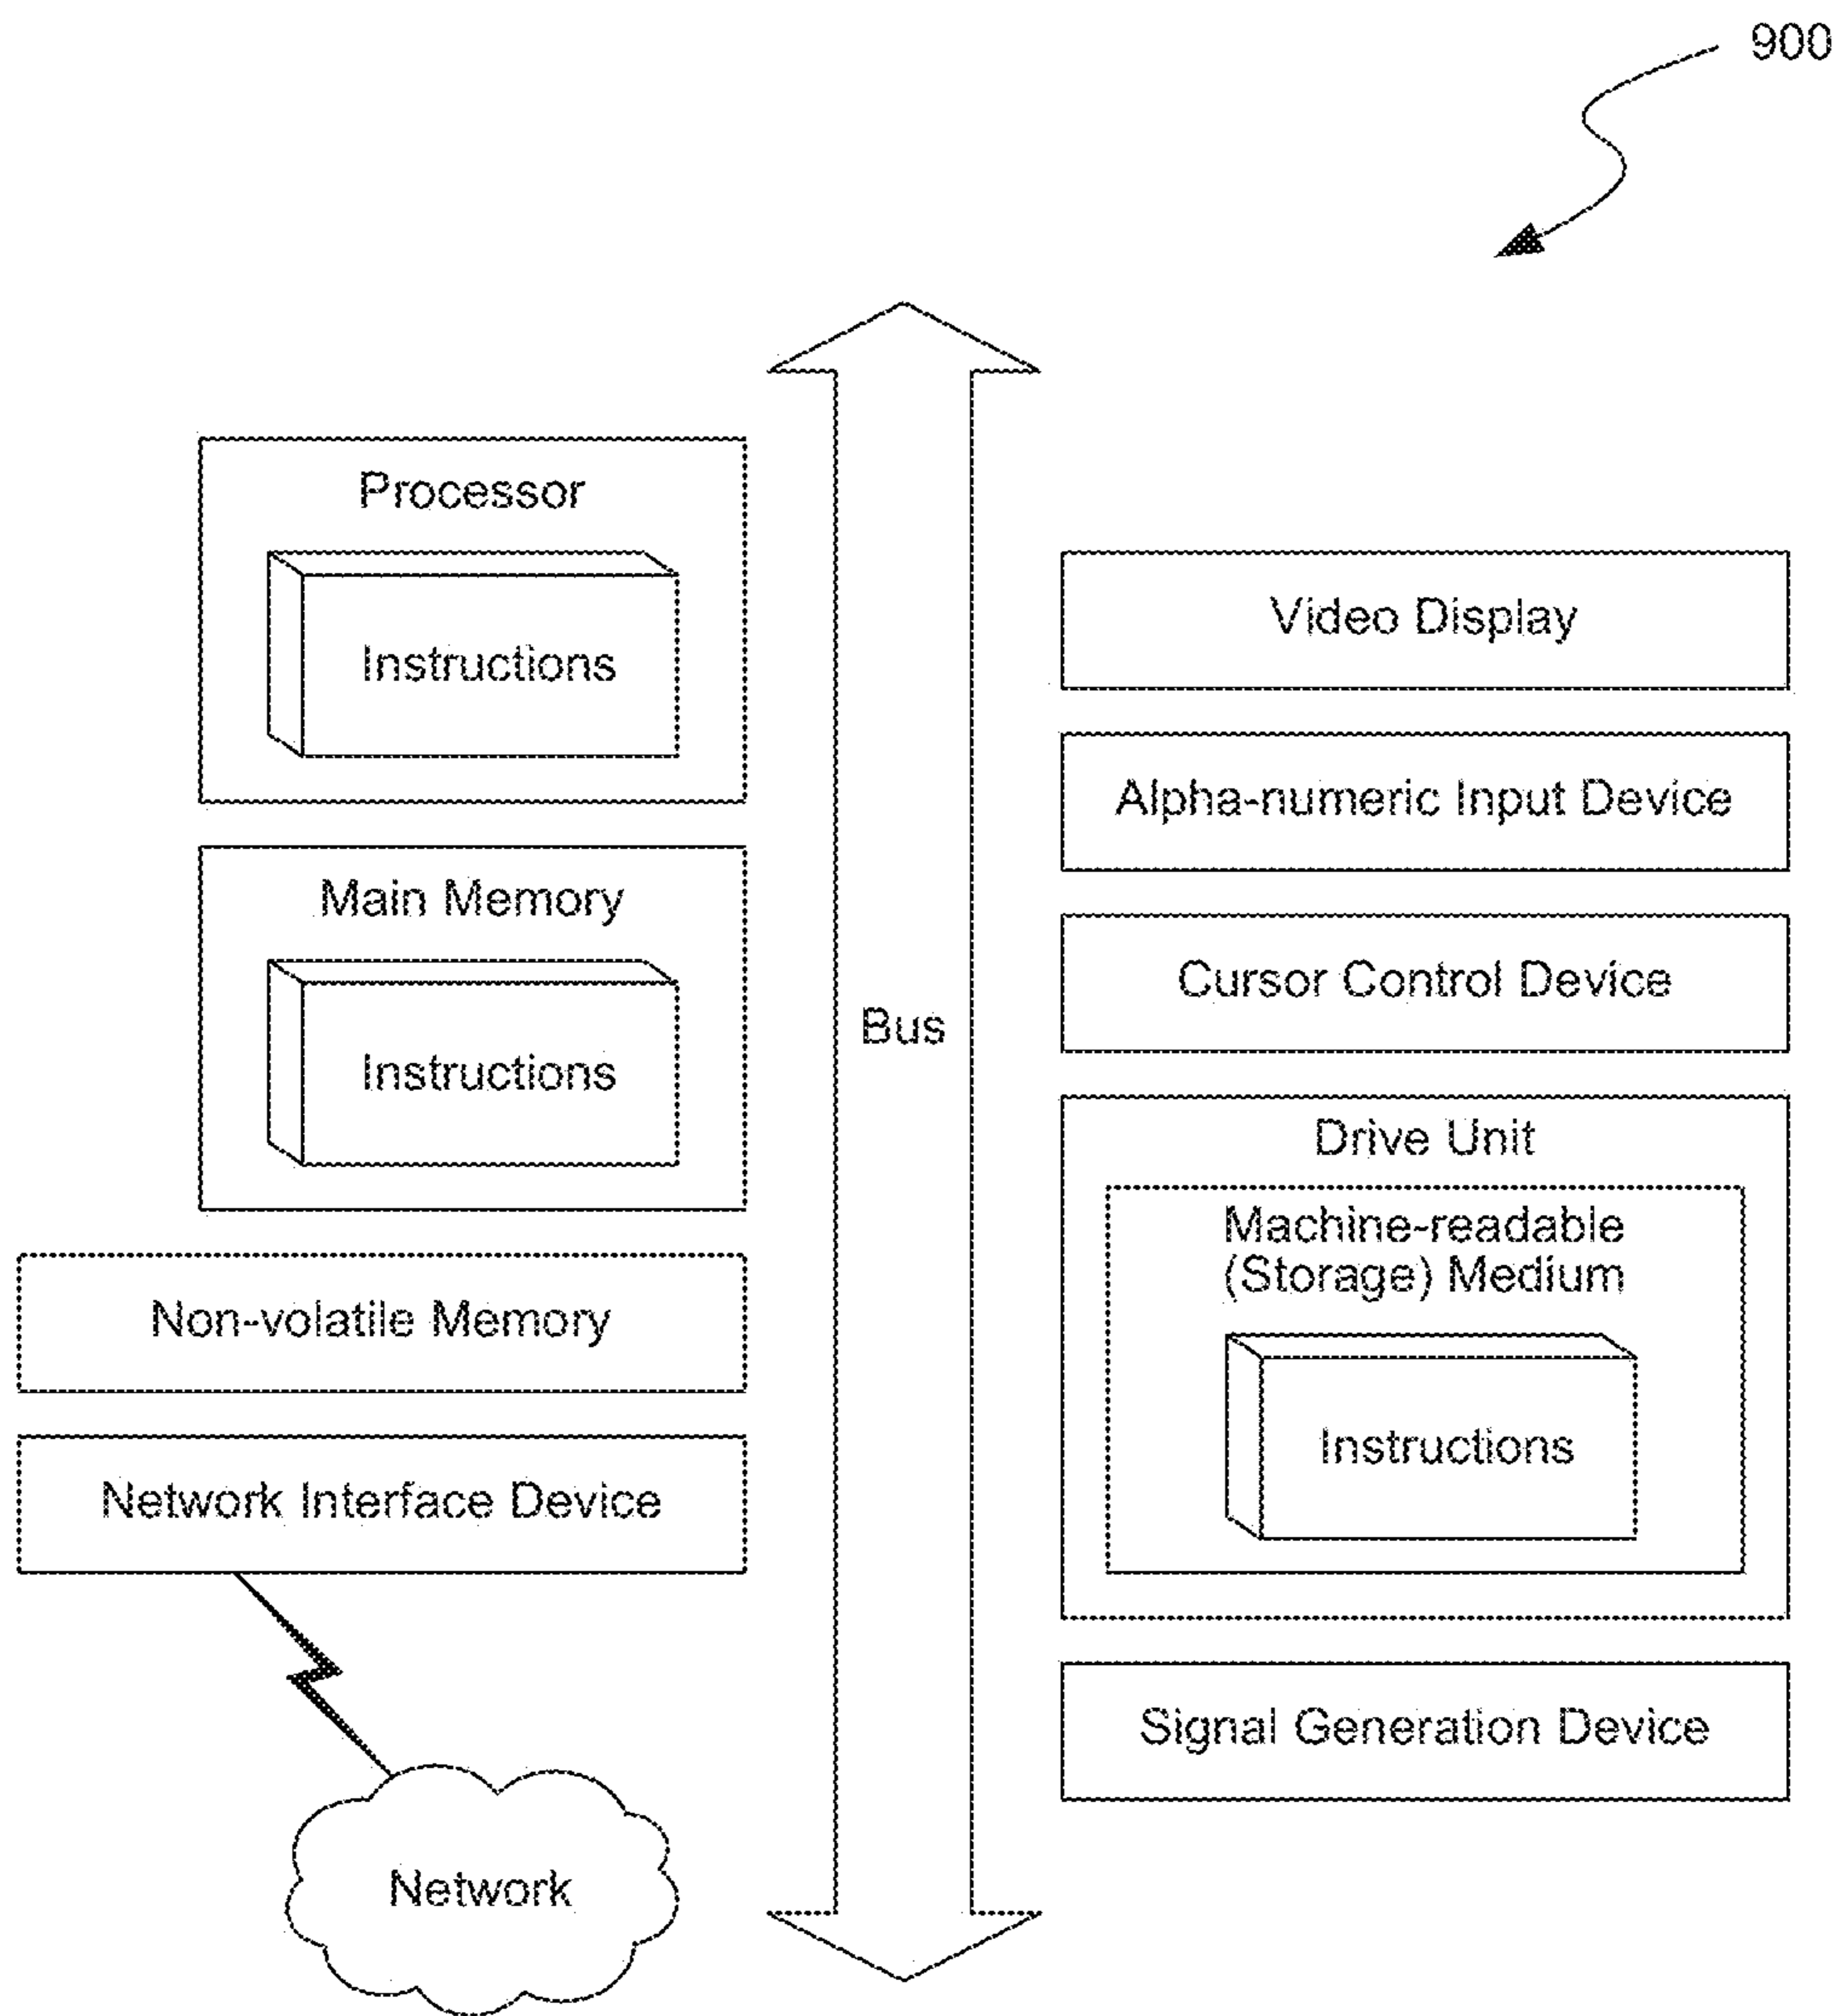 900
Processor
Instructions
Main Memory
Instructions
Non-volatile Memory
Network Interface Device
Network
Bus
Video Display
Alpha-numeric Input Device
Cursor Control Device
Drive Unit
Machine-readable
(Storage) Medium
Instructions
Signal Generation Device